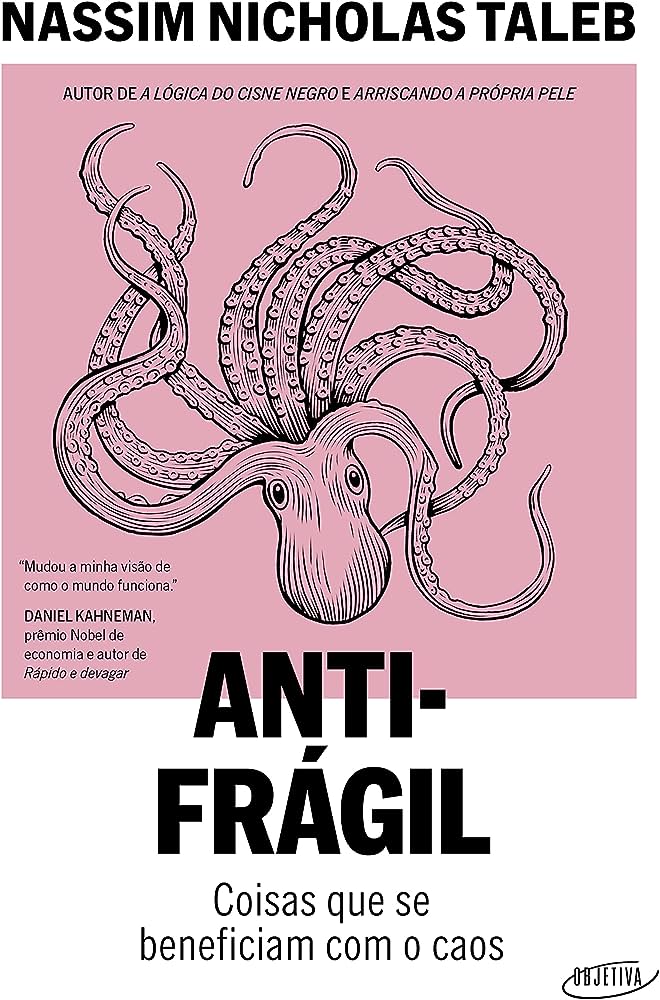 NASSIM NICHOLAS TALEB
AUTOR DE A LÓGICA DO CISNE NEGRO E ARRISCANDO A PRÓPRIA PELE
“Mudou a minha visão de
como o mundo funciona.”
DANIEL KAHNEMAN,
prêmio Nobel de
economia e autor de
Rápido e devagar
ANTI-
FRÁGIL
Coisas que se
beneficiam com o caos
OBJETIVA